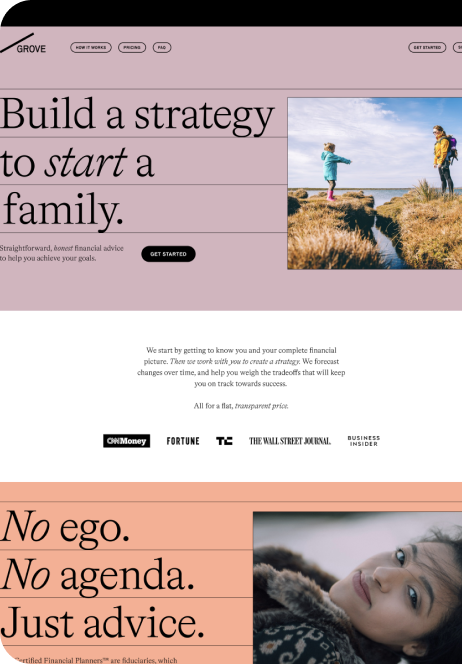 GROVE
HOW IT WORKS
PRICING
FAQ
GET STARTED
Build a strategy
to start a
family.
Straightforward, honest financial advice
to help you achieve your goals.
GET STARTED
We start by getting to know you and your complete financial
picture. Then we work with you to create a strategy. We forecast
changes over time, and help you weigh the tradeoffs that will keep
you on track towards success.
All for a flat, transparent price.
CNNMoney
FORTUNE
TC
THE WALL STREET JOURNAL.
BUSINESS
INSIDER
No ego.
No agenda.
Just advice.
Certified Financial Planners™ are fiduciaries, which